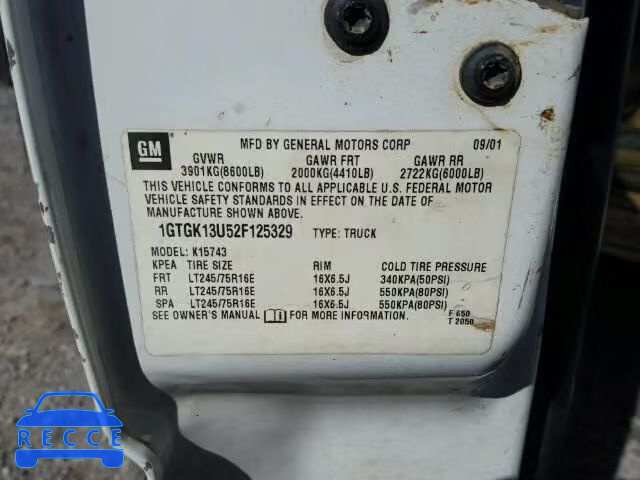 GM
MFD BY GENERAL MOTORS CORP 09/01
GVWR GAWR FRT GAWR RR
3901KG(8600LB) 2000KG(4410LB) 2722KG(6000LB)
THIS VEHICLE CONFORMS TO ALL APPLICABLE U.S. FEDERAL MOTOR
VEHICLE SAFETY STANDARDS IN EFFECT ON THE DATE OF
MANUFACTURE SHOWN ABOVE.
1GTGK13U52F125329 TYPE: TRUCK
MODEL: K15743
KPEA TIRE SIZE RIM COLD TIRE PRESSURE
FRT LT245/75R16E 16X6.5J 340KPA(50PSI)
RR LT245/75R16E 16X6.5J 550KPA(80PSI)
SPA LT245/75R16E 16X6.5J 550KPA(80PSI)
SEE OWNER'S MANUAL FOR MORE INFORMATION. F 650
T 2050
RECCE